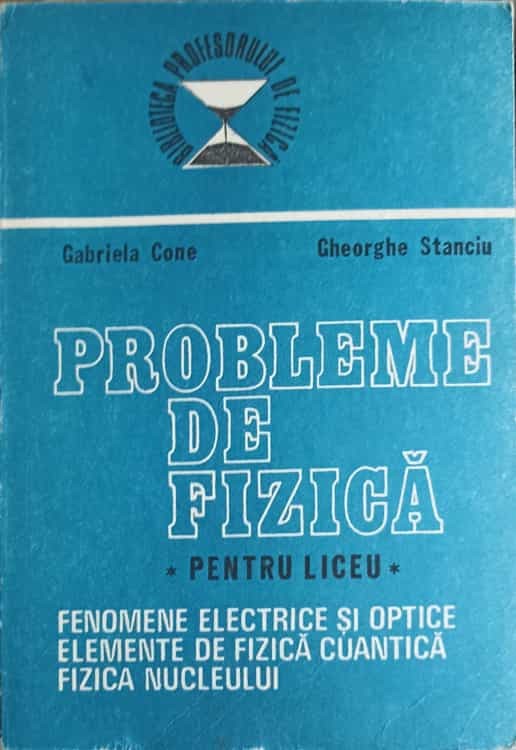 BIBLIOTECA PROFESORULUI DE FIZICĂ
Gabriela Cone Gheorghe Stanciu
PROBLEME
DE
FIZICĂ
* PENTRU LICEU *
FENOMENE ELECTRICE ȘI OPTICE
ELEMENTE DE FIZICĂ CUANTICĂ
FIZICA NUCLEULUI